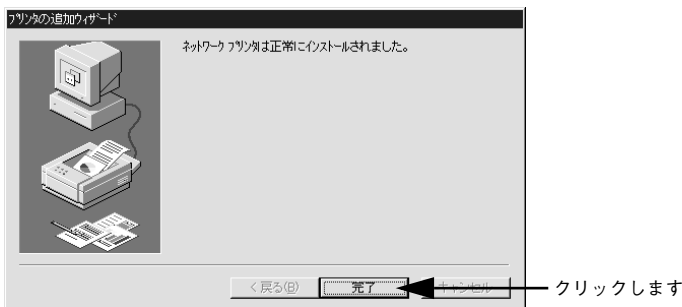 プリンタの追加ウィザード
ネットワーク プリンタは正常にインストールされました。
< 戻る(B)
完了
キャンセル
クリックします